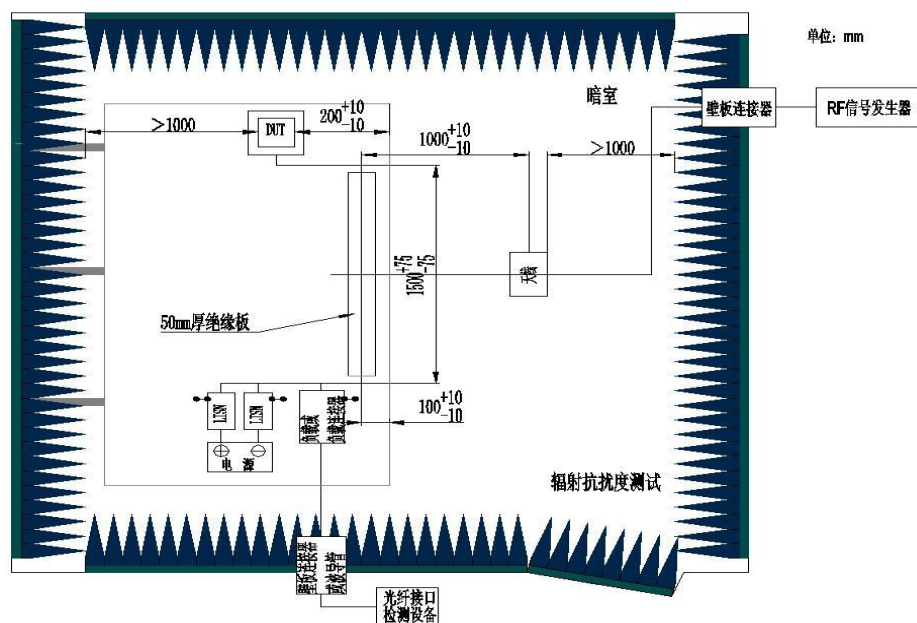 单位：mm
暗室
壁板连接器
RF信号发生器
>1000
DUT
200+10-10
1000+10-10
>1000
1500+75-75
天线
50mm厚绝缘板
LISN
LISN
负载或
负载连接器
100+10-10
电源
辐射抗扰度测试
壁板连接器
或波导管
光纤接口
检测设备